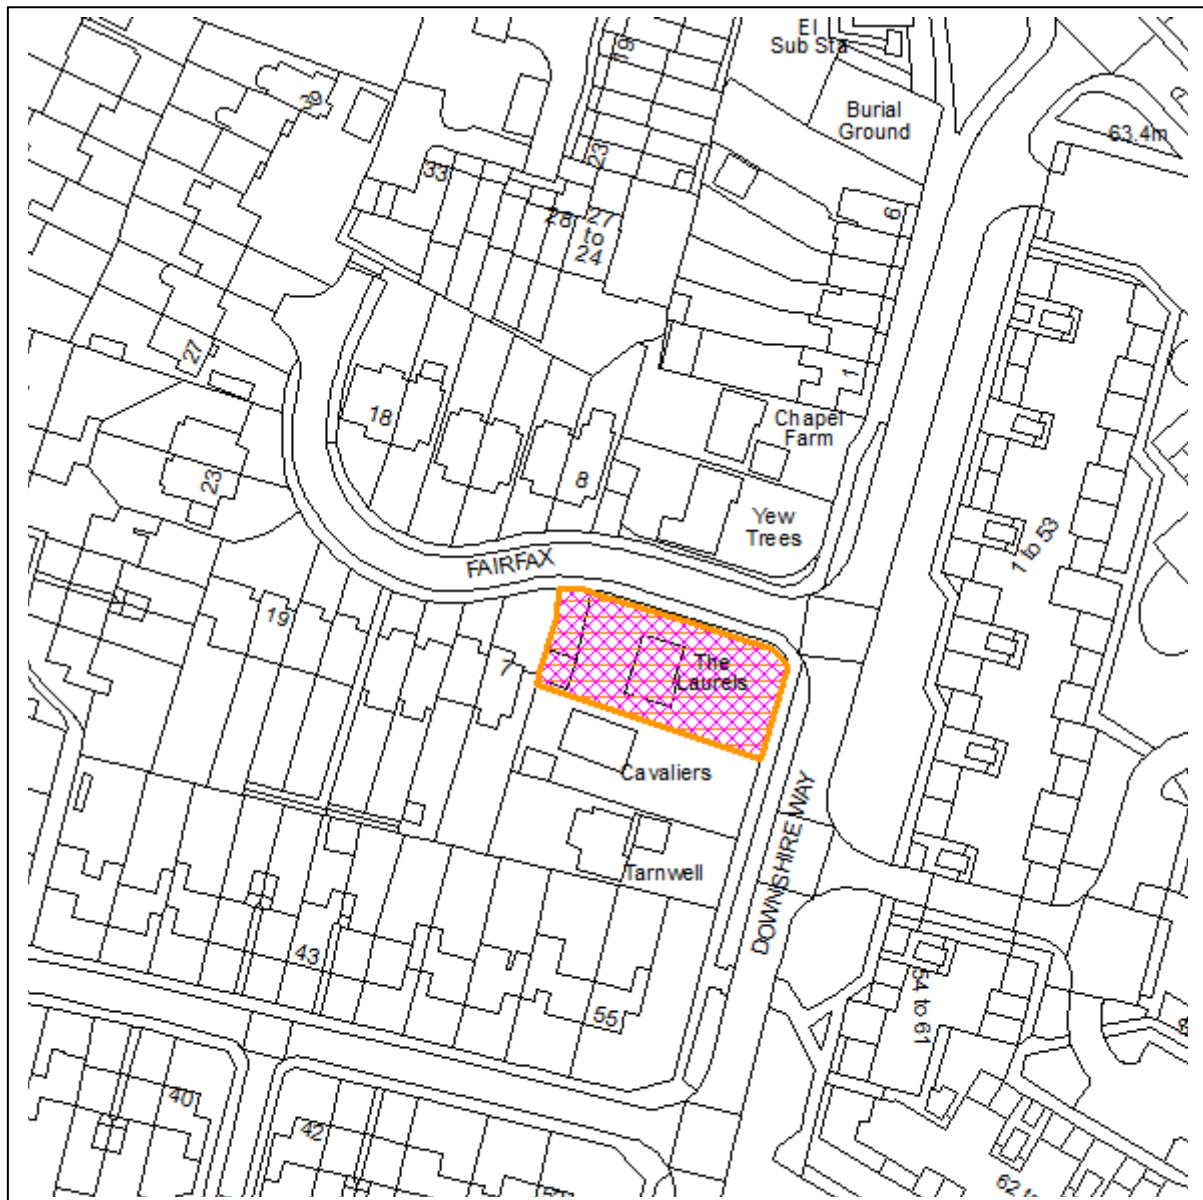 El
Sub Sta
19
Burial
Ground
39
63.4m
23
33
28
27
to
24
6
27
1
18
Chapel
Farm
23
8
Yew
Trees
1 to 53
FAIRFAX
19
7
The
Laurels
Cavaliers
DOWNSHIRE WAY
Tarnwell
43
54 to 61
55
40
42